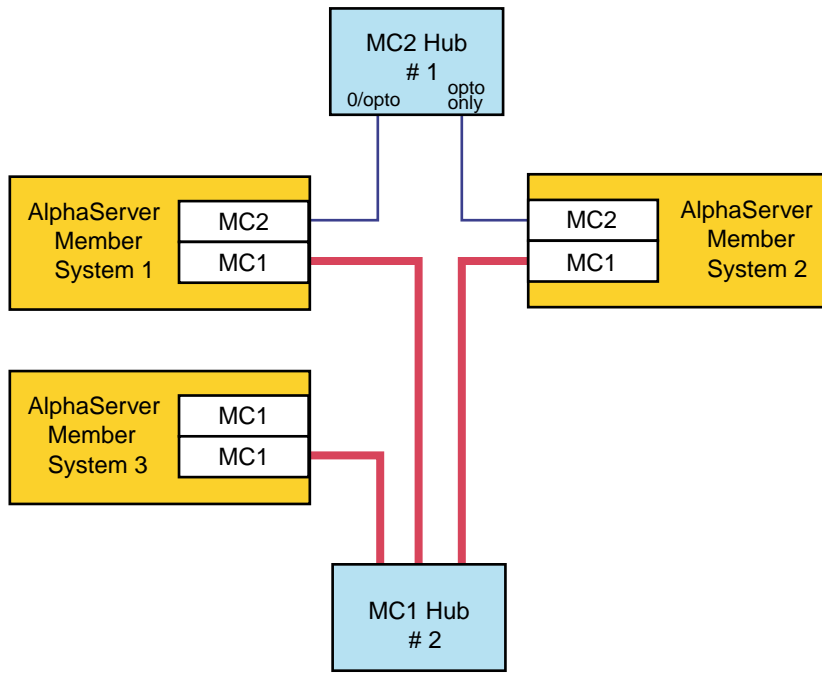 MC2 Hub
# 1
0/opto
opto
only
AlphaServer
Member
System 1
MC2
MC1
MC2
MC1
AlphaServer
Member
System 2
AlphaServer
Member
System 3
MC1
MC1
MC1 Hub
# 2